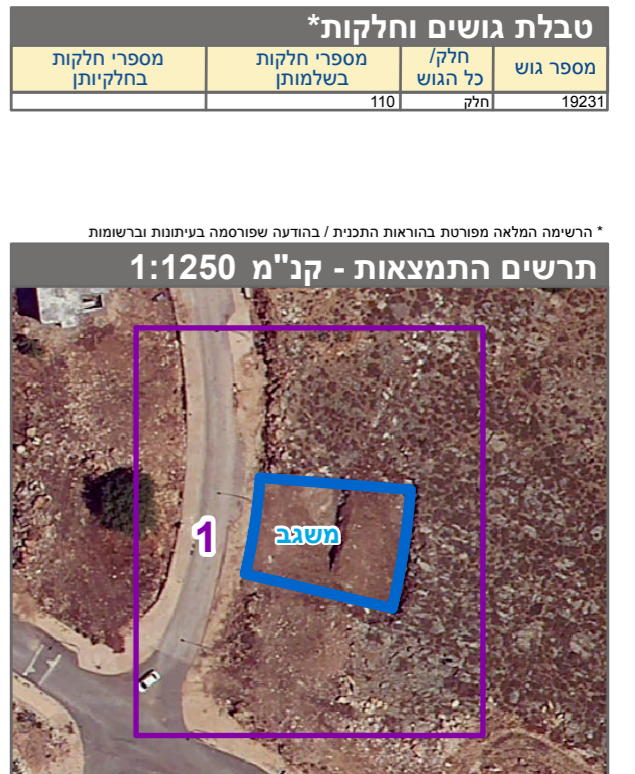 טבלת גושים וחלקות*
מספר גוש חלק/ כל הגוש מספרי חלקות בשלמותן מספרי חלקות בחלקיותן
19231 חלק 110
* הרשימה המלאה מפורטת בהוראות התכנית / בהודעה שפורסמה בעיתונות וברשומות
תרשים התמצאות - קנ"מ 1:1250
משגב
1